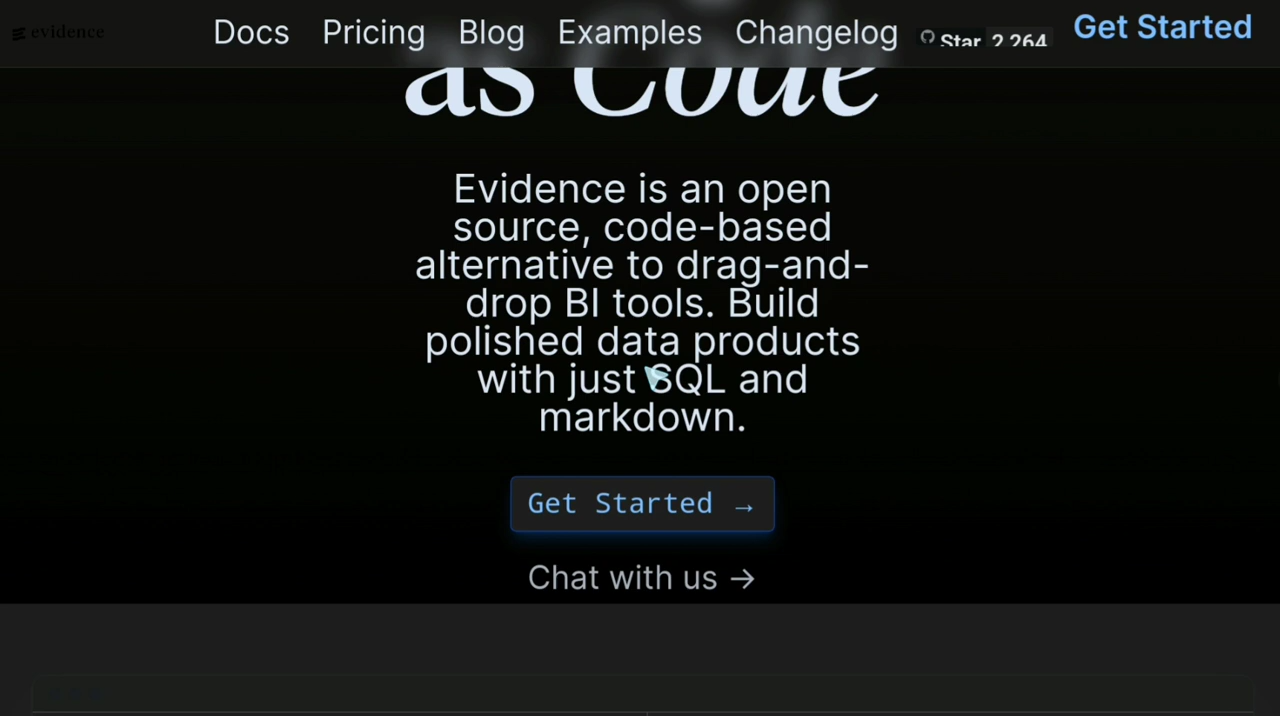 evidence
Docs Pricing Blog Examples Changelog Star 2,264 Get Started
as Code
Evidence is an open
source, code-based
alternative to drag-and-
drop BI tools. Build
polished data products
with just SQL and
markdown.
Get Started →
Chat with us →